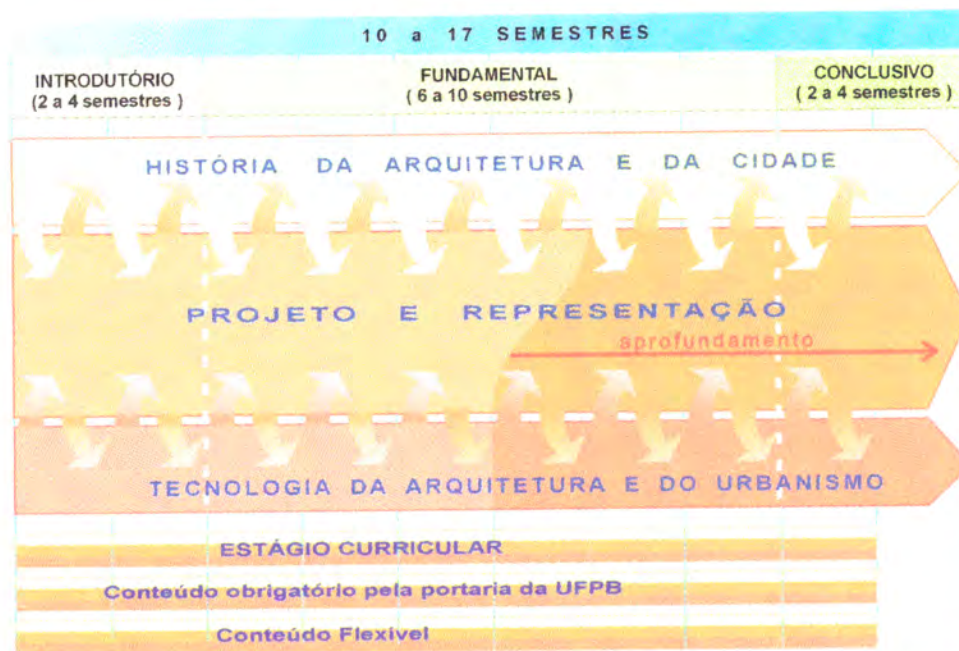 10 a 17 SEMESTRES
INTRODUTÓRIO
(2 a 4 semestres )
FUNDAMENTAL
( 6 a 10 semestres )
CONCLUSIVO
( 2 a 4 semestres )
HISTÓRIA DA ARQUITETURA E DA CIDADE
PROJETO E REPRESENTAÇÃO
aprofundamento
TECNOLOGIA DA ARQUITETURA E DO URBANISMO
ESTÁGIO CURRICULAR
Conteúdo obrigatório pela portaria da UFPB
Conteúdo Flexível